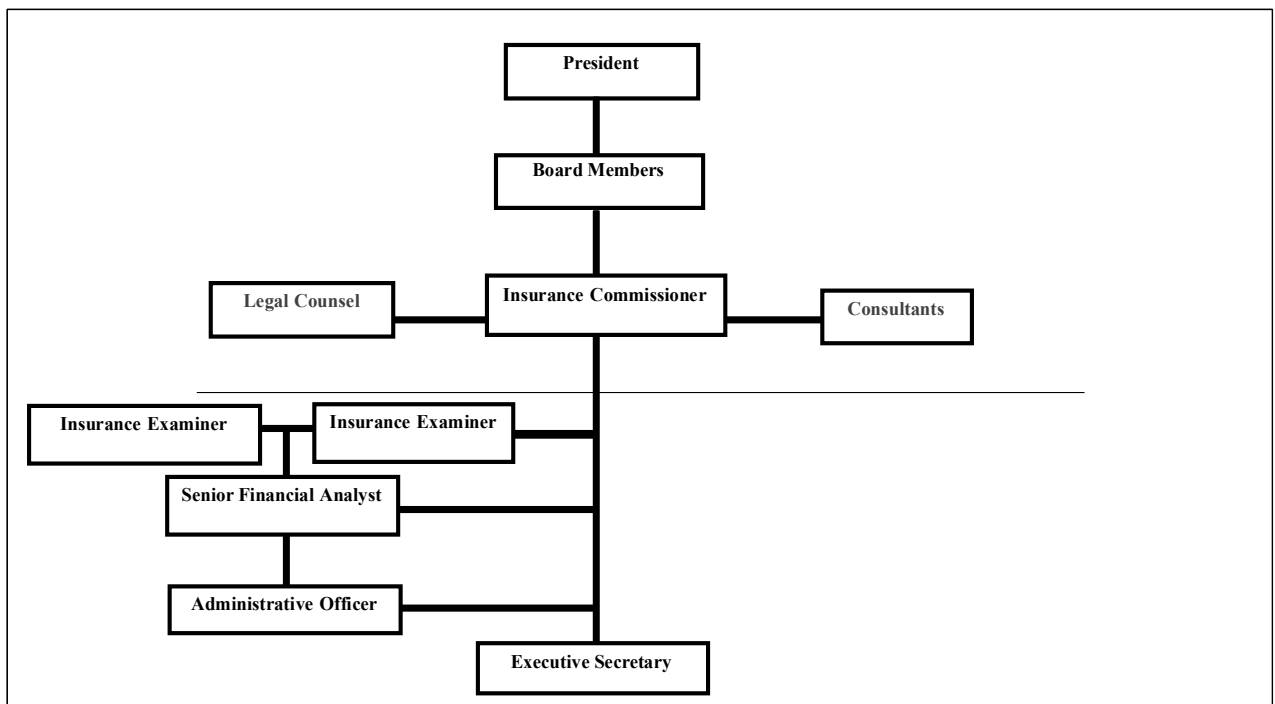 President
Board Members
Insurance Commissioner
Legal Counsel
Consultants
Insurance Examiner
Insurance Examiner
Senior Financial Analyst
Administrative Officer
Executive Secretary